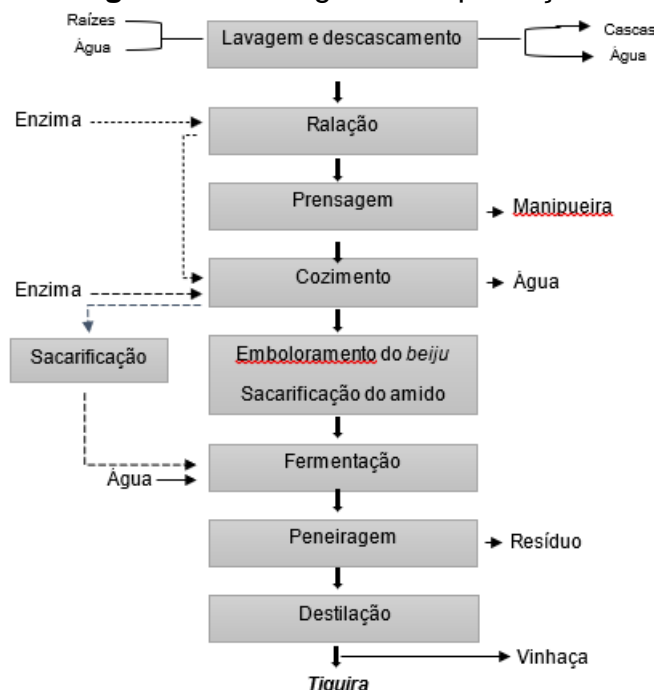 Raízes
Água
Lavagem e descascamento
Cascas
Água
Enzima
Ralação
Prensagem
Manipueira
Enzima
Cozimento
Água
Sacarificação
Emboloramento do beiju
Sacarificação do amido
Água
Fermentação
Peneiragem
Resíduo
Destilação
Vinhaça
Tiquira